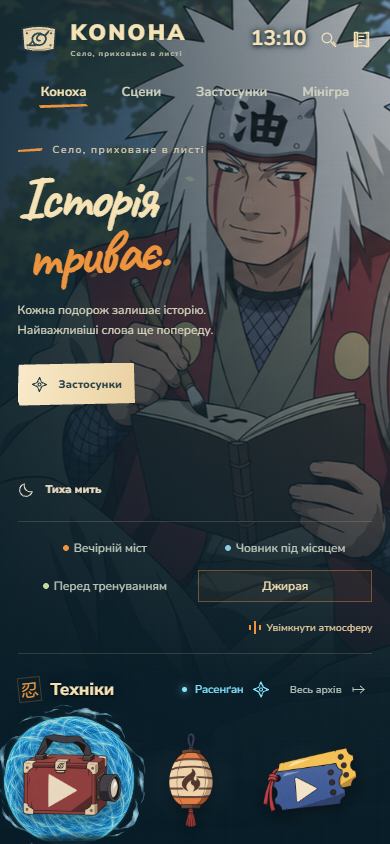 KONOHA
Село, приховане в листі
13:10
Коноха Сцени Застосунки Мінігра
油
Село, приховане в листі
Історія
триває.
Кожна подорож залишає історію.
Найважливіші слова ще попереду.
Застосунки
Тиха мить
Вечірній міст
Човник під місяцем
Перед тренуванням
Джирая
Увімкнути атмосферу
忍 Техніки
Расенґан
Весь архів